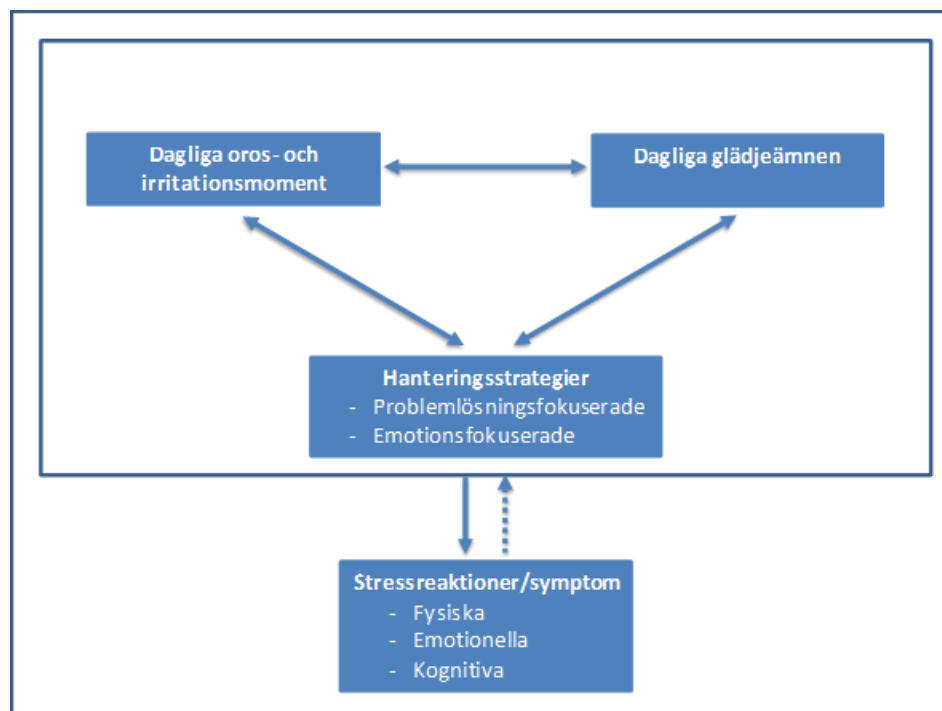 Dagliga oros- och
irritationsmoment
Dagliga glädjeämnen
Hanteringsstrategier
- Problemlösningsfokuserade
- Emotionsfokuserade
Stressreaktioner/symptom
- Fysiska
- Emotionella
- Kognitiva